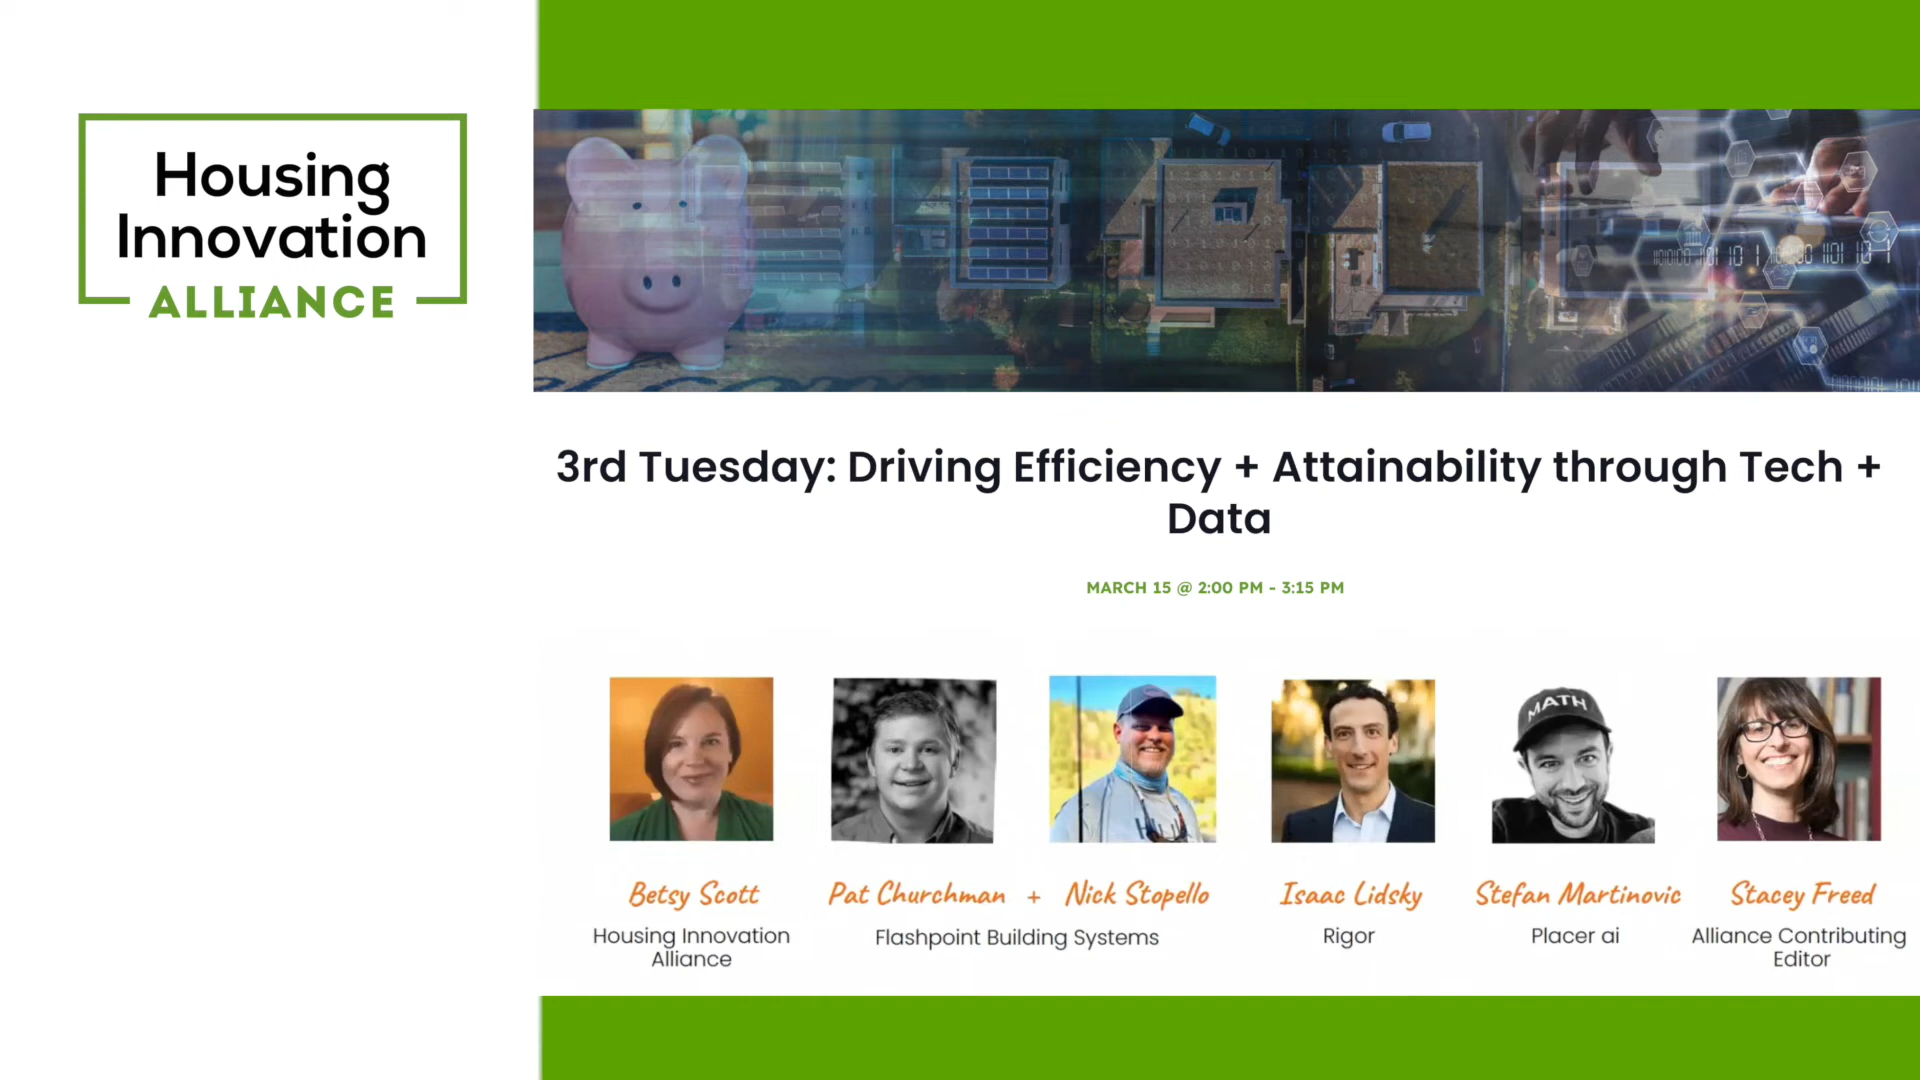 Housing
Innovation
ALLIANCE
3rd Tuesday: Driving Efficiency + Attainability through Tech +
Data
MARCH 15 @ 2:00 PM - 3:15 PM
MATH
Betsy Scott
Housing Innovation
Alliance
Pat Churchman + Nick Stopello
Flashpoint Building Systems
Isaac Lidsky
Rigor
Stefan Martinovic
Placer ai
Stacey Freed
Alliance Contributing
Editor